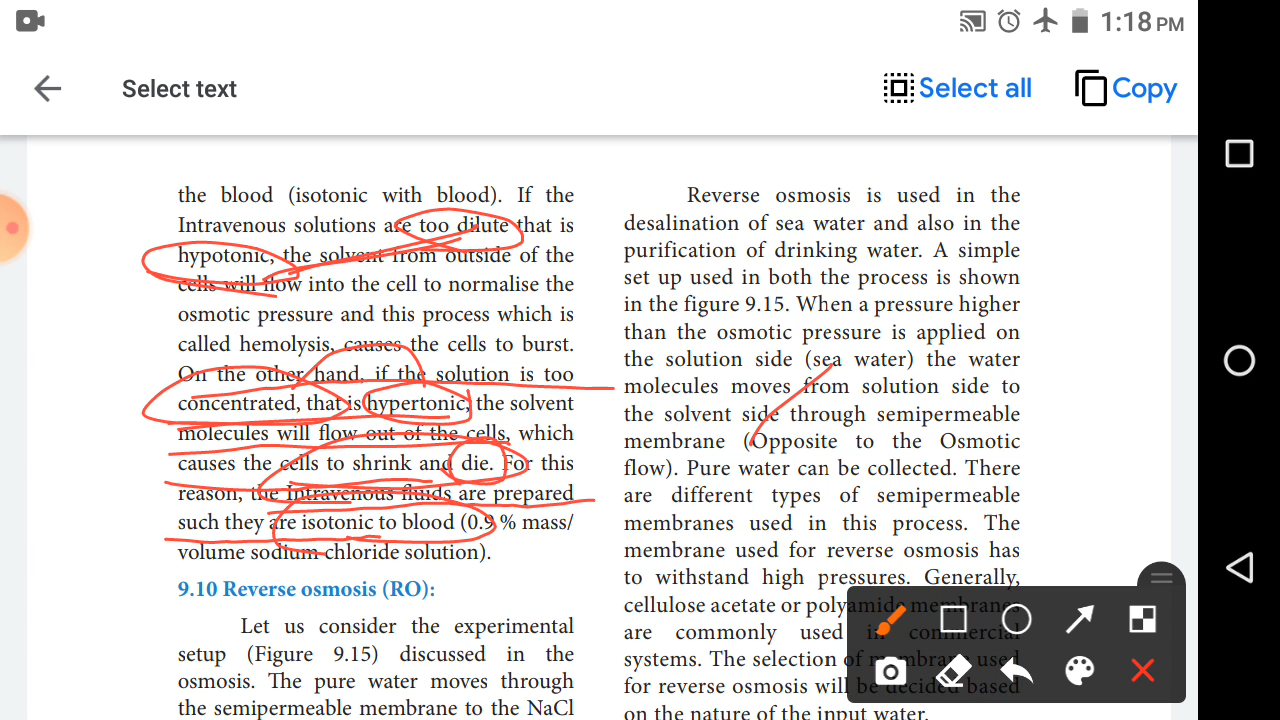 1:18 PM
Select text
Select all
Copy
the blood (isotonic with blood). If the
Intravenous solutions are too dilute that is
hypotonic, the solvent from outside of the
cells will flow into the cell to normalise the
osmotic pressure and this process which is
called hemolysis, causes the cells to burst.
On the other hand, if the solution is too
concentrated, that is hypertonic, the solvent
molecules will flow out of the cells, which
causes the cells to shrink and die. For this
reason, the Intravenous fluids are prepared
such they are isotonic to blood (0.9 % mass/
volume sodium chloride solution).
9.10 Reverse osmosis (RO):
Let us consider the experimental
setup (Figure 9.15) discussed in the
osmosis. The pure water moves through
the semipermeable membrane to the NaCl
Reverse osmosis is used in the
desalination of sea water and also in the
purification of drinking water. A simple
set up used in both the process is shown
in the figure 9.15. When a pressure higher
than the osmotic pressure is applied on
the solution side (sea water) the water
molecules moves from solution side to
the solvent side through semipermeable
membrane (Opposite to the Osmotic
flow). Pure water can be collected. There
are different types of semipermeable
membranes used in this process. The
membrane used for reverse osmosis has
to withstand high pressures. Generally,
cellulose acetate or polyamide membranes
are commonly used in commercial
systems. The selection of membrane used
for reverse osmosis will be decided based
on the nature of the input water.